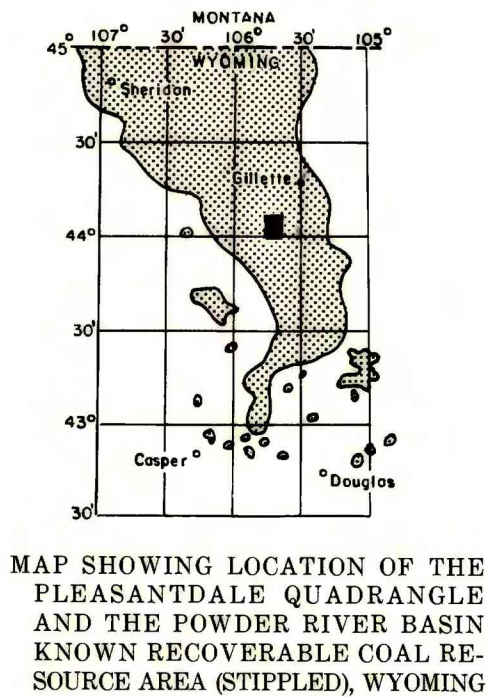 MONTANA
45° 107° 30' 106° 30' 105°
WYOMING
Sheridan
30'
Gillette
44°
30'
43°
Casper
Douglas
30'
MAP SHOWING LOCATION OF THE
PLEASANTDALE QUADRANGLE
AND THE POWDER RIVER BASIN
KNOWN RECOVERABLE COAL RE-
SOURCE AREA (STIPPLED), WYOMING